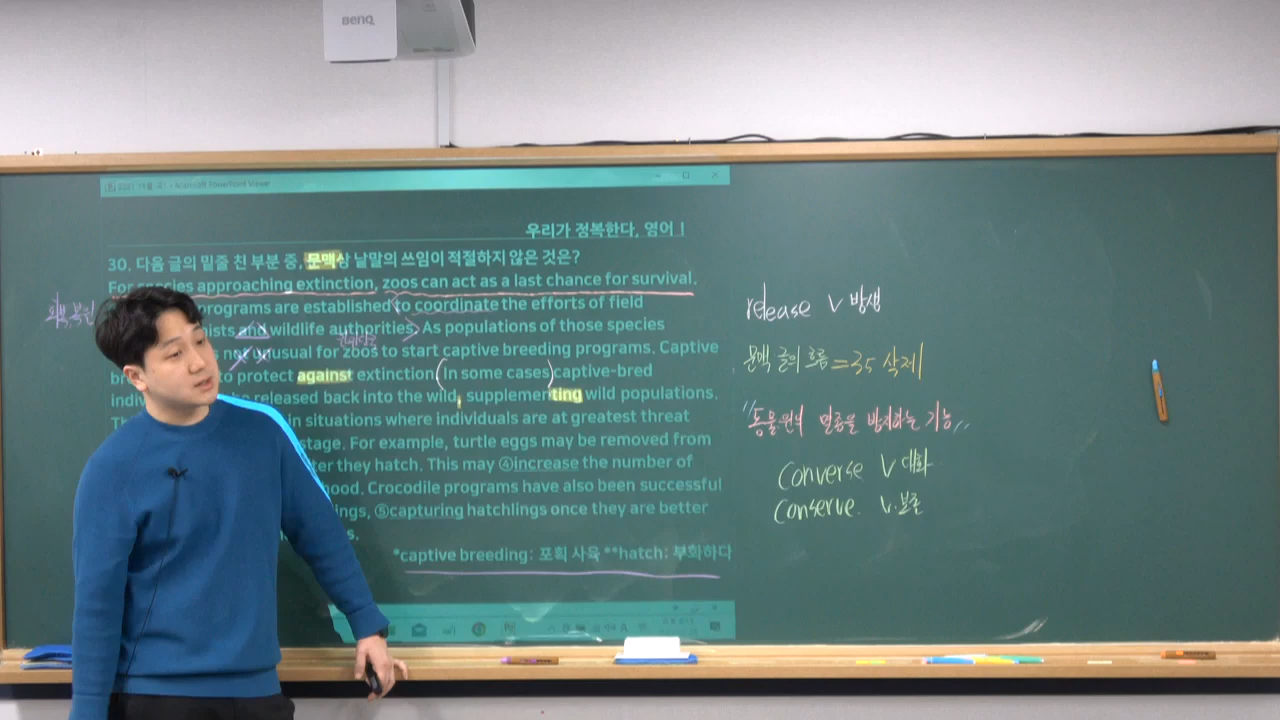 BenQ
PowerPoint Viewer
우리가 정복한다, 영어 !
30. 다음 글의 밑줄 친 부분 중, 문맥상 낱말의 쓰임이 적절하지 않은 것은?
For species approaching extinction, zoos can act as a last chance for survival.
programs are established to coordinate the efforts of field
and wildlife authorities. As populations of those species
not unusual for zoos to start captive breeding programs. Captive
to protect against extinction. In some cases captive-bred
released back into the wild, supplementing wild populations.
in situations where individuals are at greatest threat
stage. For example, turtle eggs may be removed from
they hatch. This may ④increase the number of
Crocodile programs have also been successful
⑤capturing hatchlings once they are better
*captive breeding: 포획 사육 **hatch: 부화하다
release v 방생
문맥 글의 흐름 = 35 삭제
"동물원의 멸종을 방지하는 기능"
converse v 대화
conserve. v. 보존